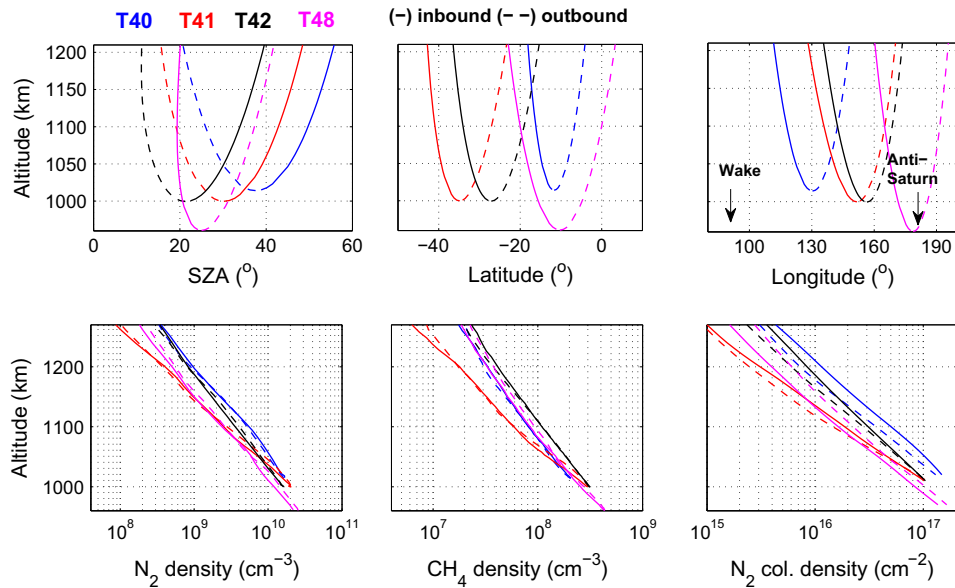 T40 T41 T42 T48 (−) inbound (− −) outbound
1200
1150
1100
1050
1000
Altitude (km)
0 20 40 60
SZA (°)
−40 −20 0
Latitude (°)
Wake
Anti−
Saturn
100 130 160 190
Longitude (°)
1200
1100
1000
Altitude (km)
10⁸ 10⁹ 10¹⁰ 10¹¹
N₂ density (cm⁻³)
10⁷ 10⁸ 10⁹
CH₄ density (cm⁻³)
10¹⁵ 10¹⁶ 10¹⁷
N₂ col. density (cm⁻²)